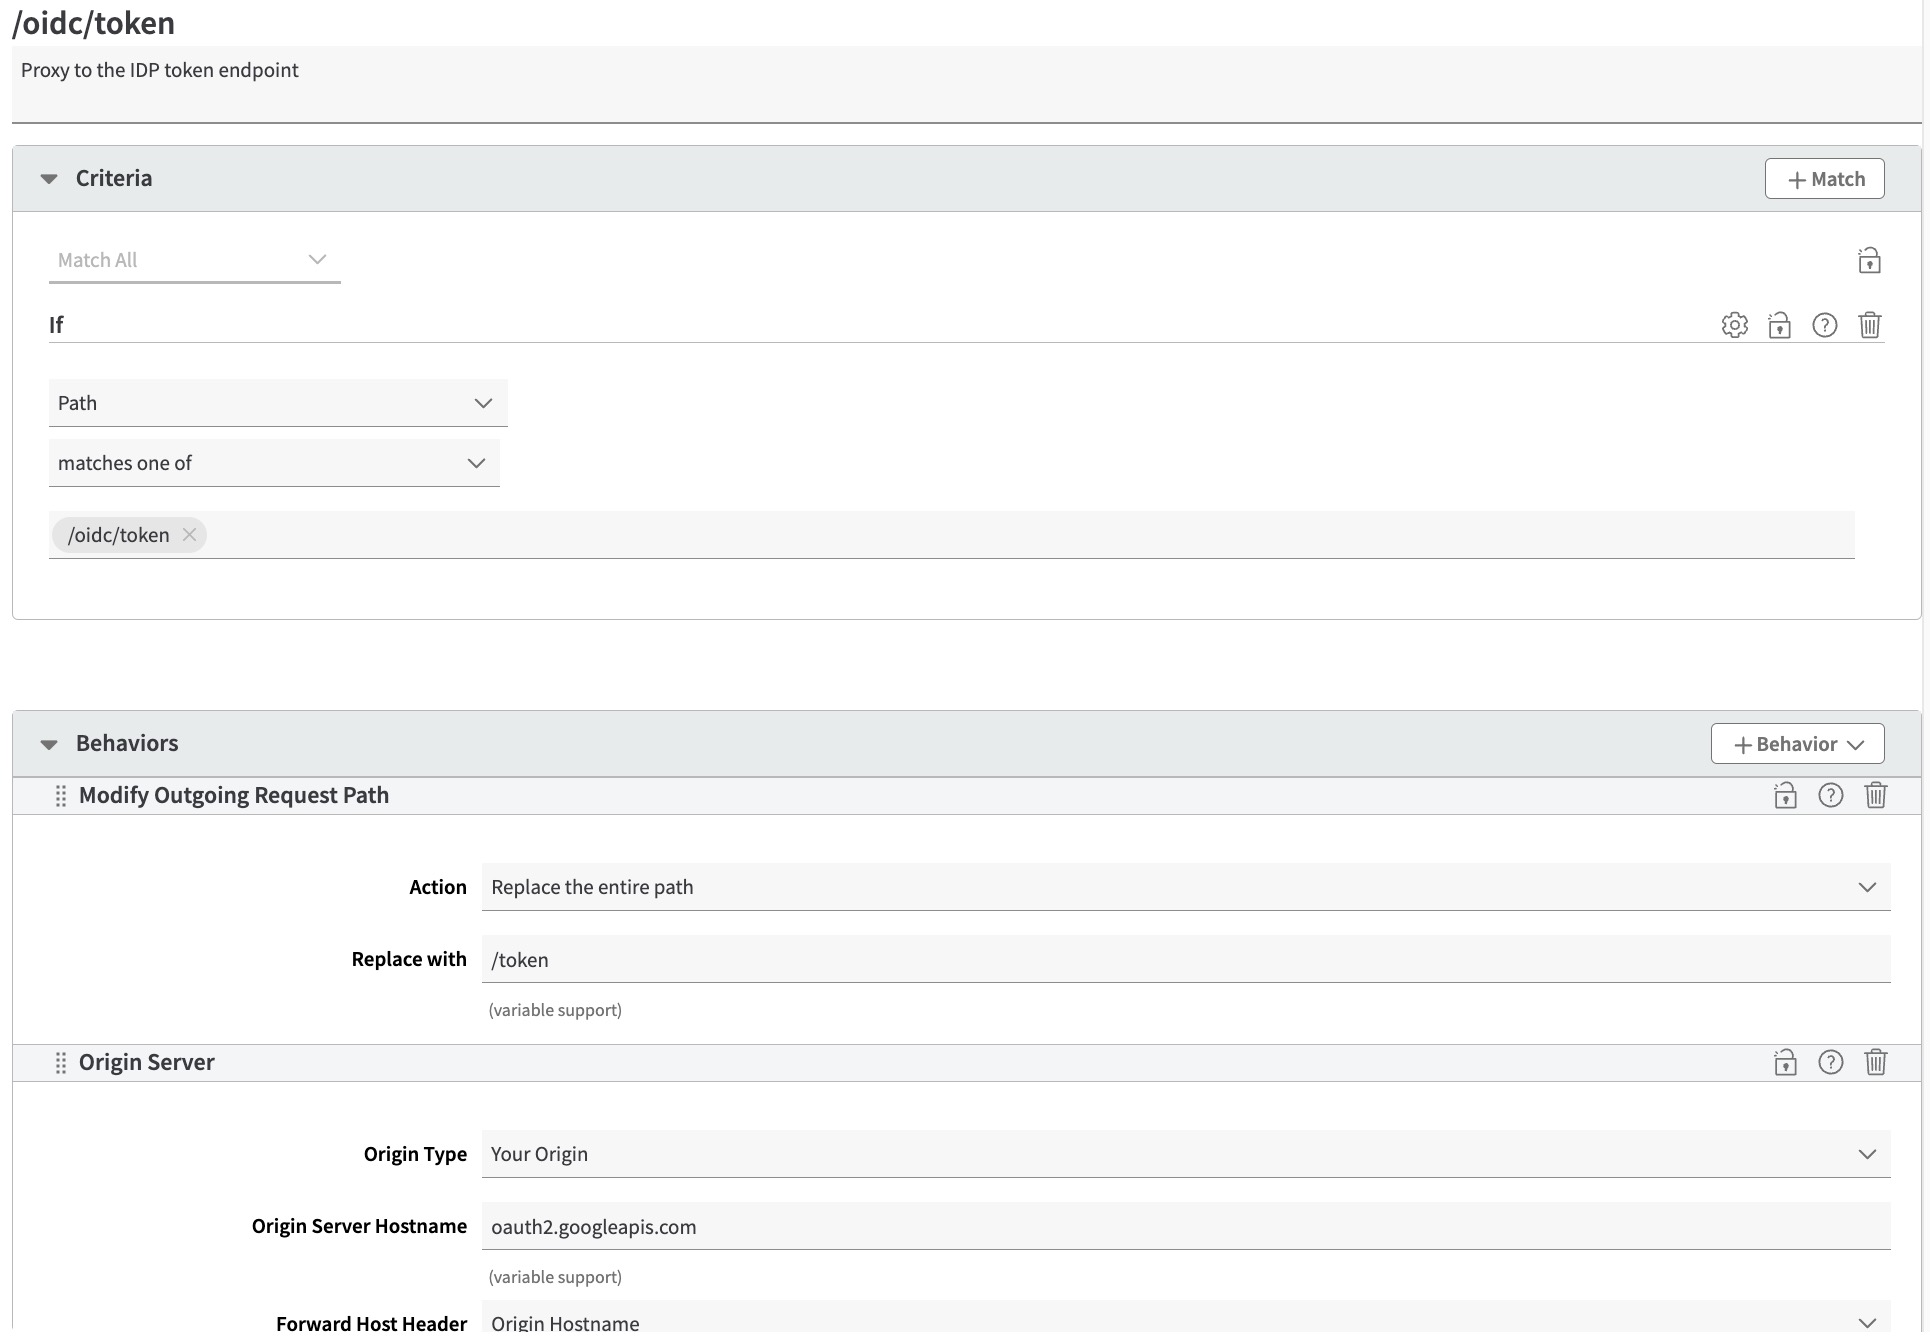 /oidc/token
Proxy to the IDP token endpoint
Criteria
Match
Match All
If
Path
matches one of
/oidc/token
Behaviors
Behavior
Modify Outgoing Request Path
Action Replace the entire path
Replace with /token
(variable support)
Origin Server
Origin Type Your Origin
Origin Server Hostname oauth2.googleapis.com
(variable support)
Forward Host Header Origin Hostname